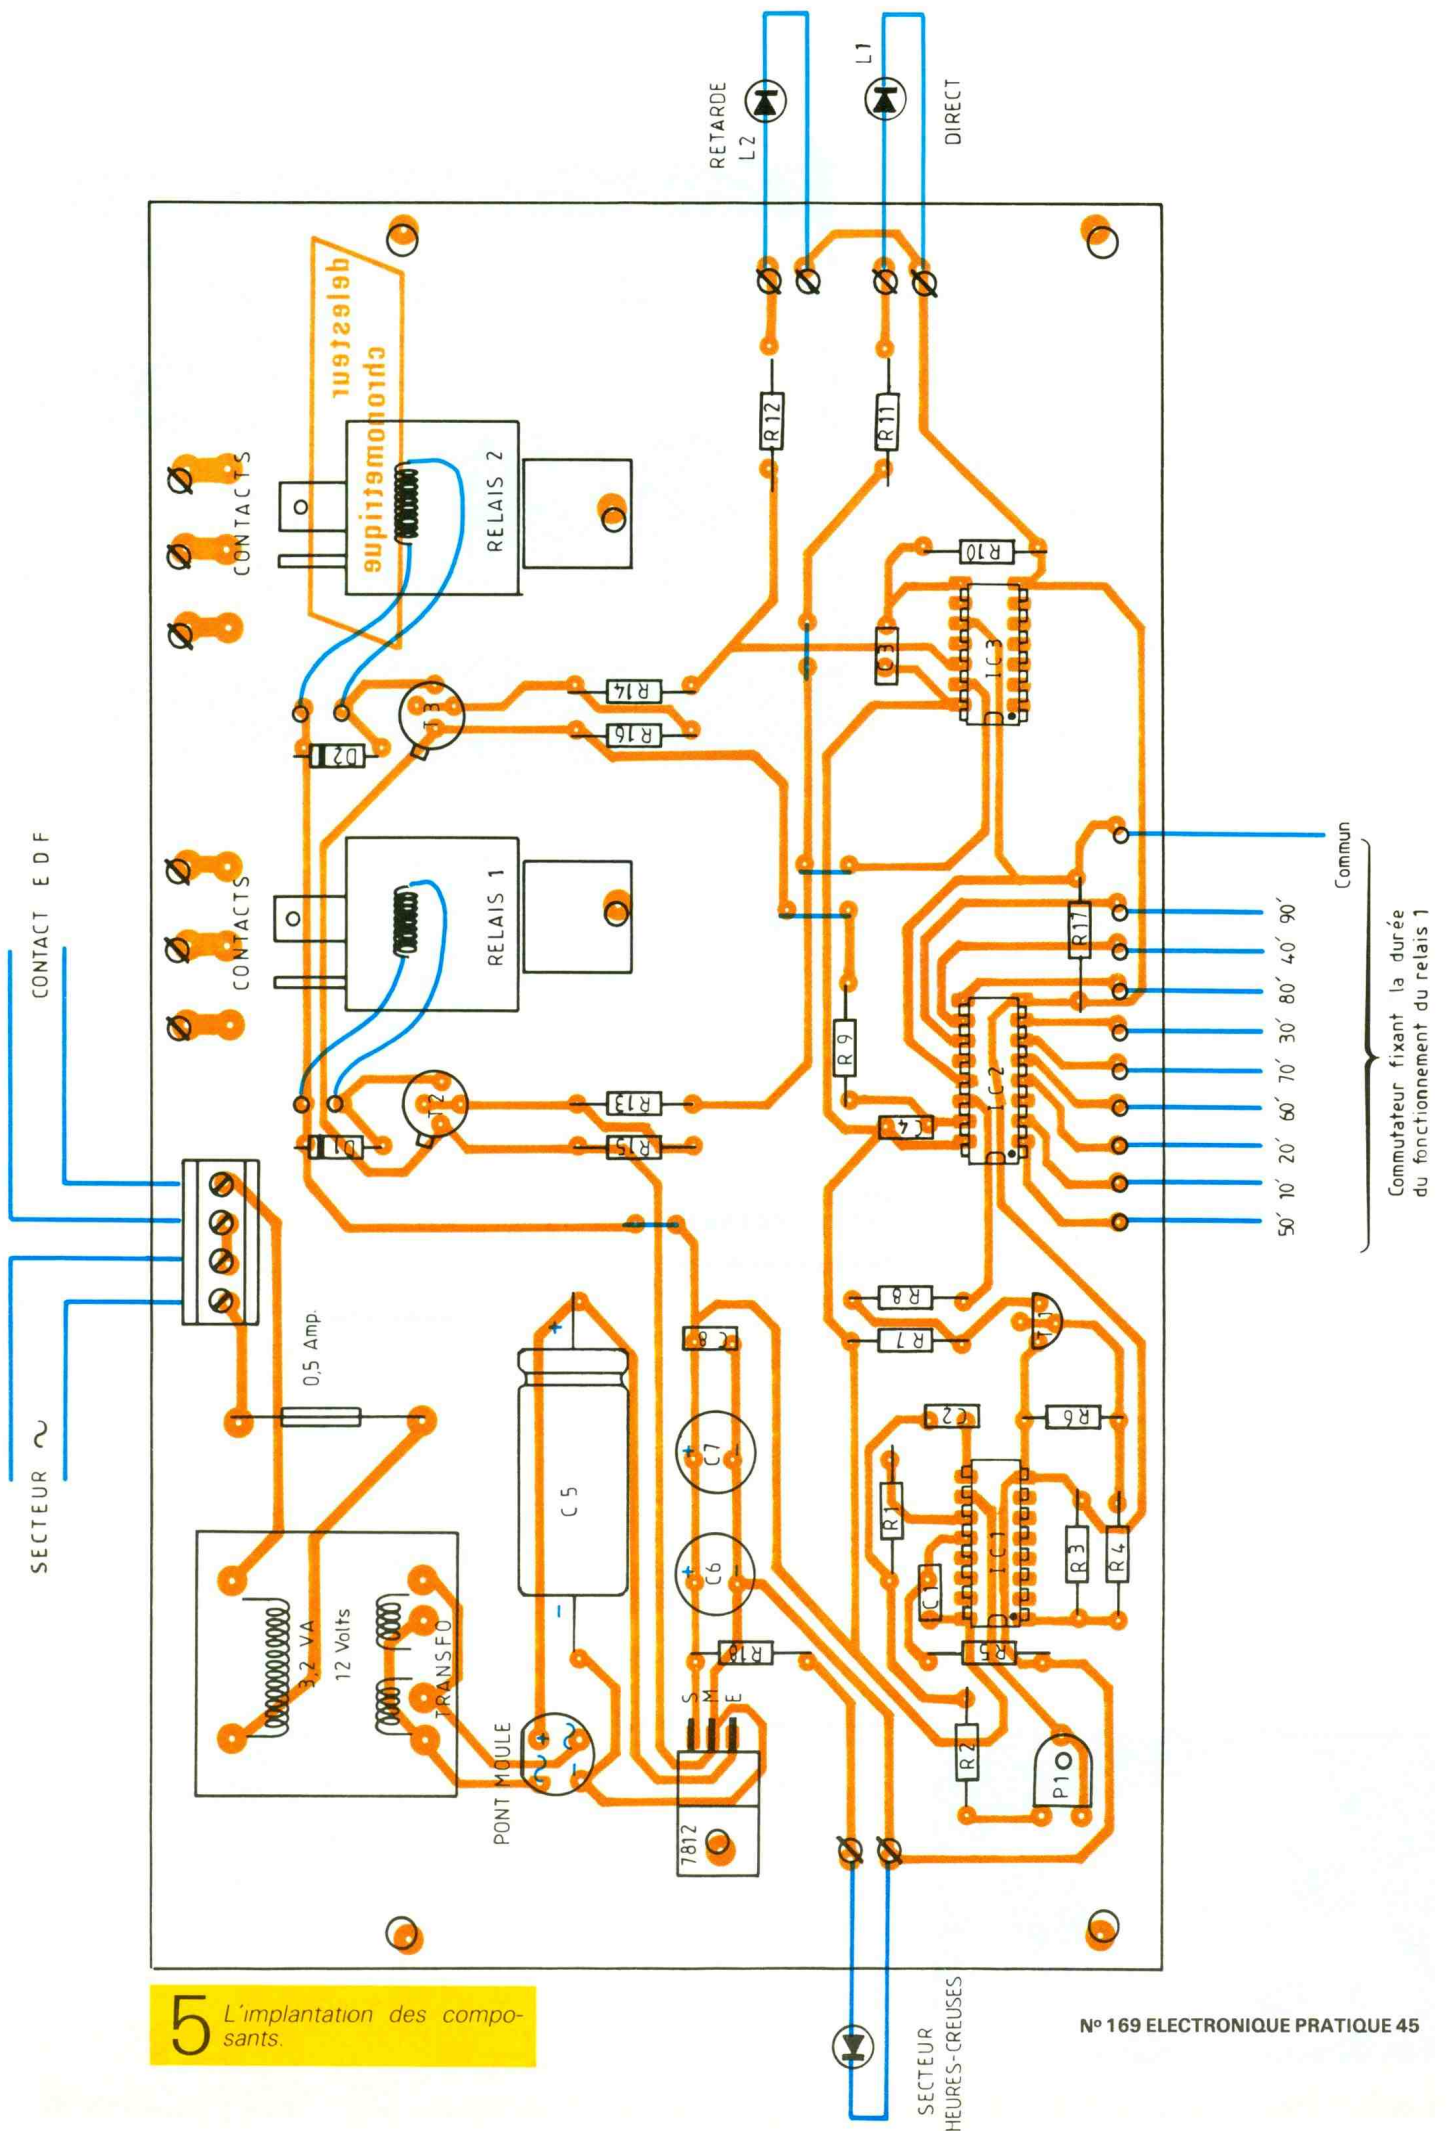 SECTEUR ~
CONTACT EDF
0,5 Amp.
3,2 VA
12 Volts
TRANSFO
CONTACTS
CONTACTS
delesteur
chronometrique
RELAIS 1
RELAIS 2
D1
D2
T2
T3
PONT MOULE
+
-
~
~
+
C5
-
7812
S
M
E
R18
+
C6
-
+
C7
-
C8
R13
R15
R14
R16
R12
R11
RETARDE
L2
L1
DIRECT
R1
C1
C2
IC1
R5
R2
P1
R3
R4
R6
T1
R7
R8
R9
C4
IC2
R17
C3
IC3
R10
50' 10' 20' 60' 70' 30' 80' 40' 90'
Commun
Commutateur fixant la durée
du fonctionnement du relais 1
SECTEUR
HEURES-CREUSES
5 L'implantation des compo-
sants.
Nº 169 ELECTRONIQUE PRATIQUE 45